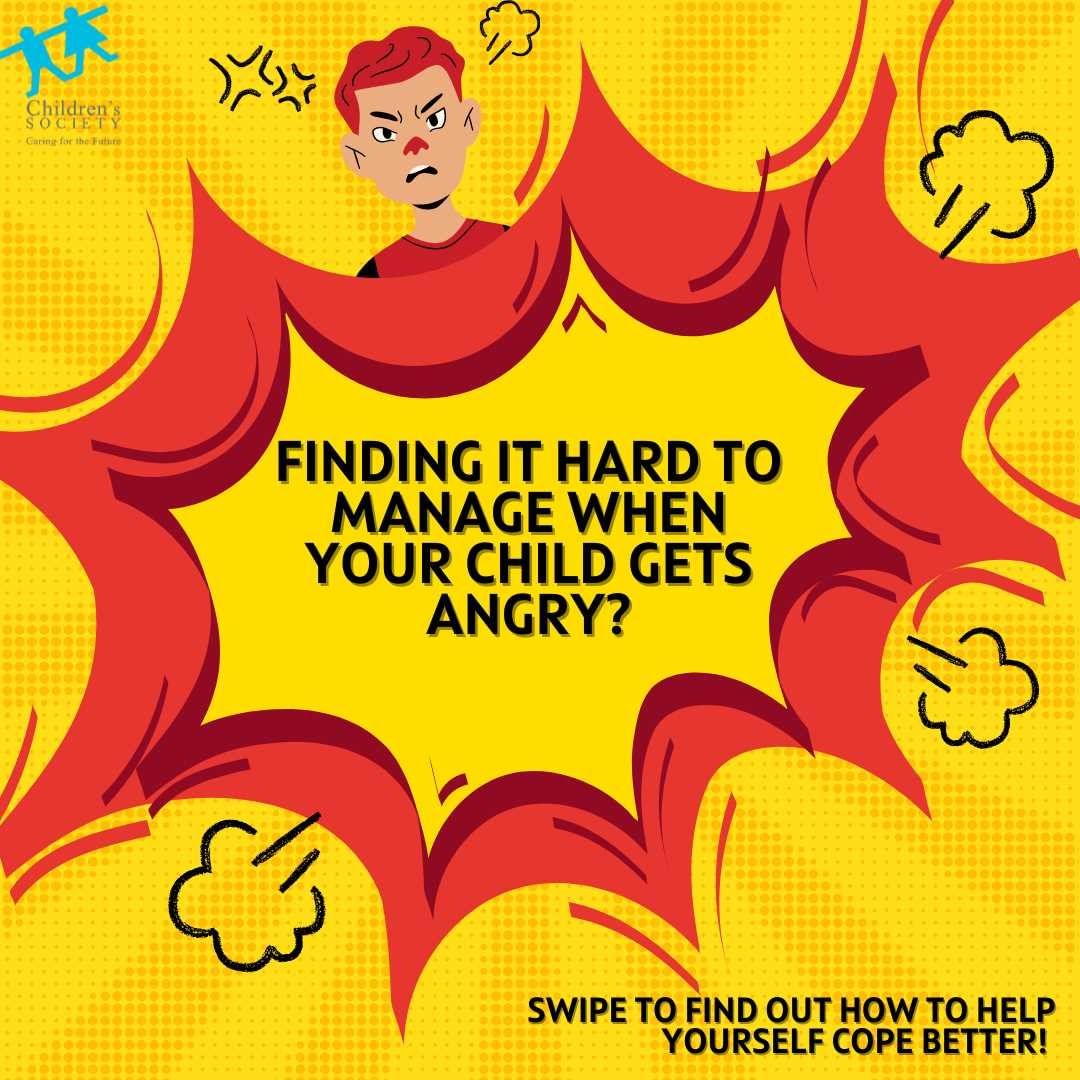 Children's
SOCIETY
Caring for the Future
FINDING IT HARD TO
MANAGE WHEN
YOUR CHILD GETS
ANGRY?
SWIPE TO FIND OUT HOW TO HELP
YOURSELF COPE BETTER!